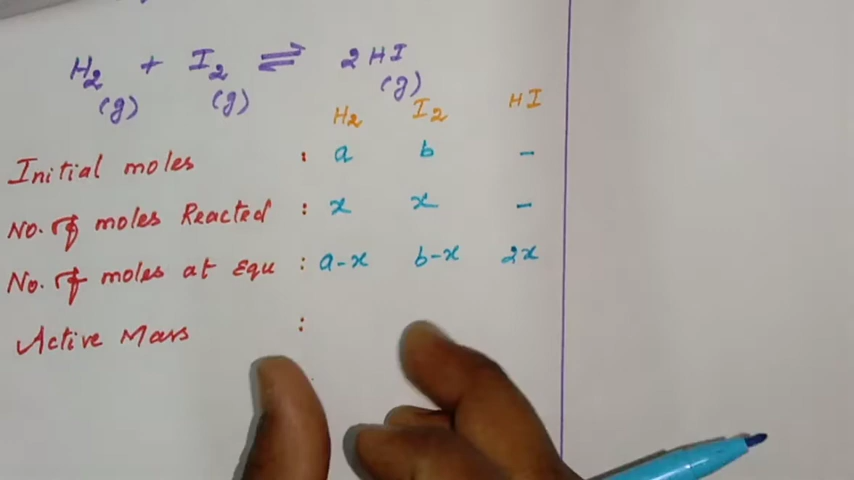 H2 + I2 ⇌ 2HI
(g) (g) (g)
H2 I2 HI
Initial moles : a b -
No. of moles Reacted : x x -
No. of moles at Equ : a-x b-x 2x
Active Mass :